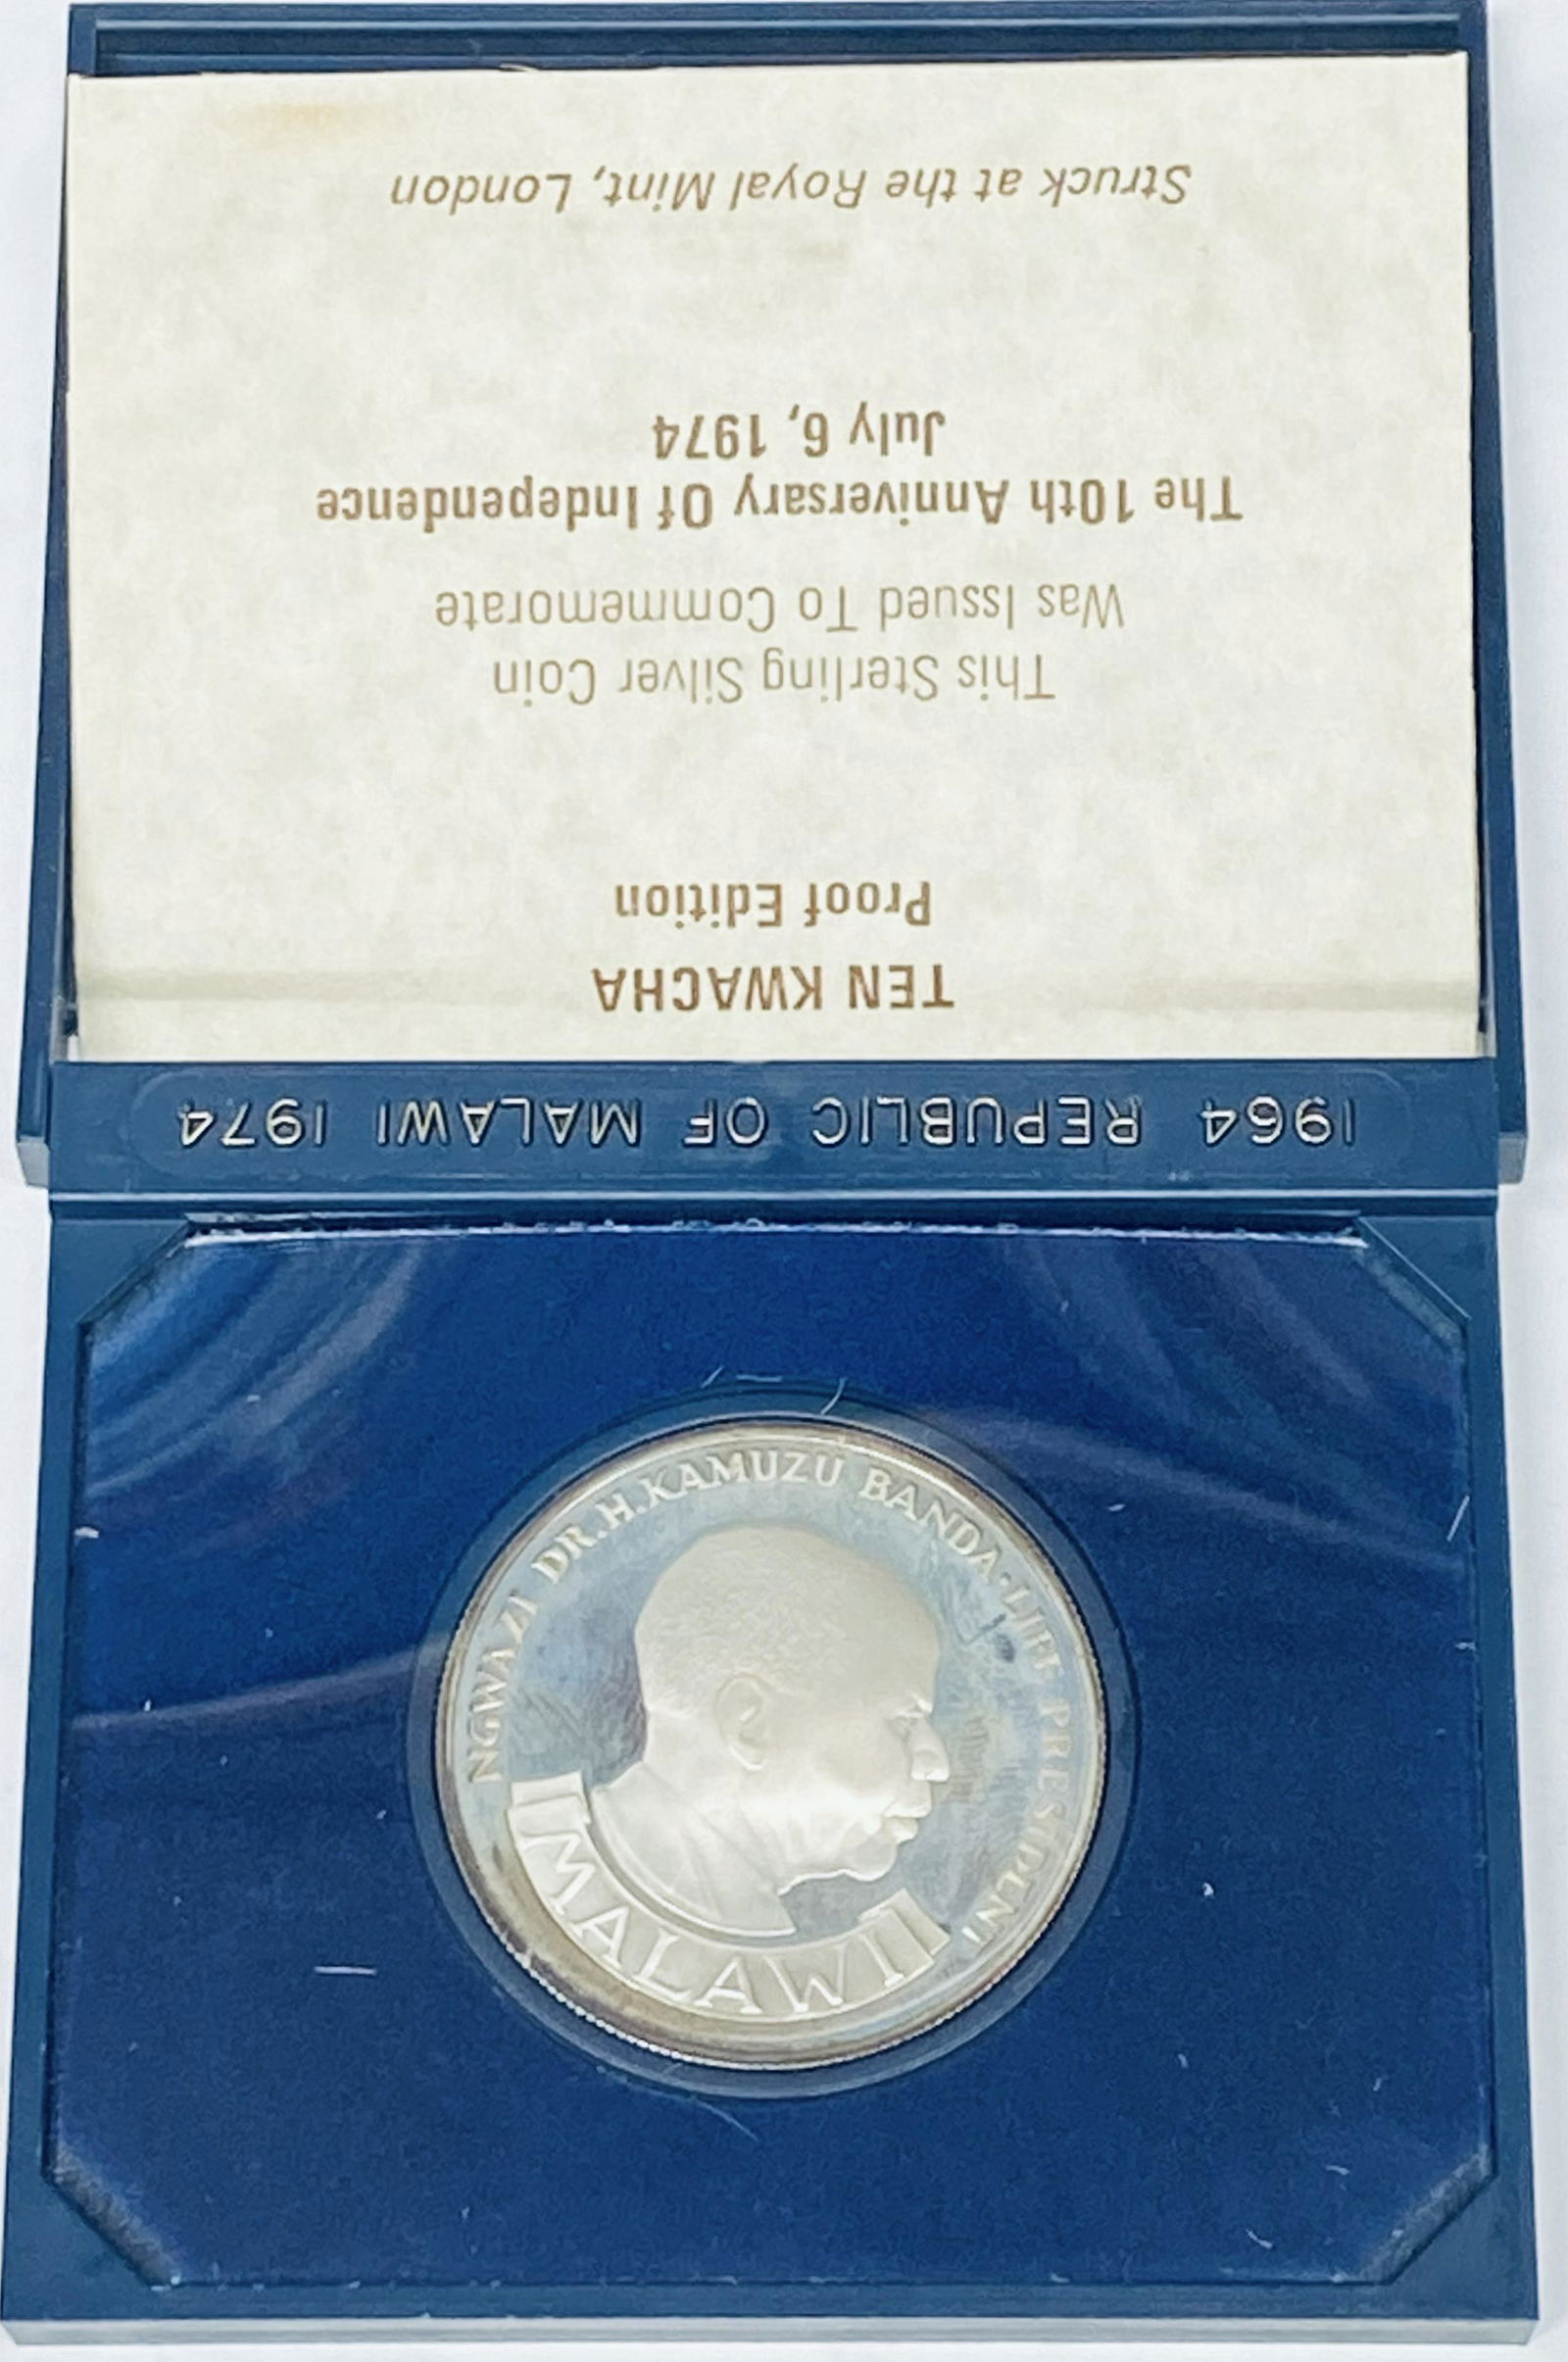 TEN KWACHA
Proof Edition
This Sterling Silver Coin
Was Issued To Commemorate
The 10th Anniversary Of Independence
July 6, 1974
Struck at the Royal Mint, London
1964 REPUBLIC OF MALAWI 1974
NGWAZI DR.H.KAMUZU BANDA·LIFE PRESIDENT
MALAWI